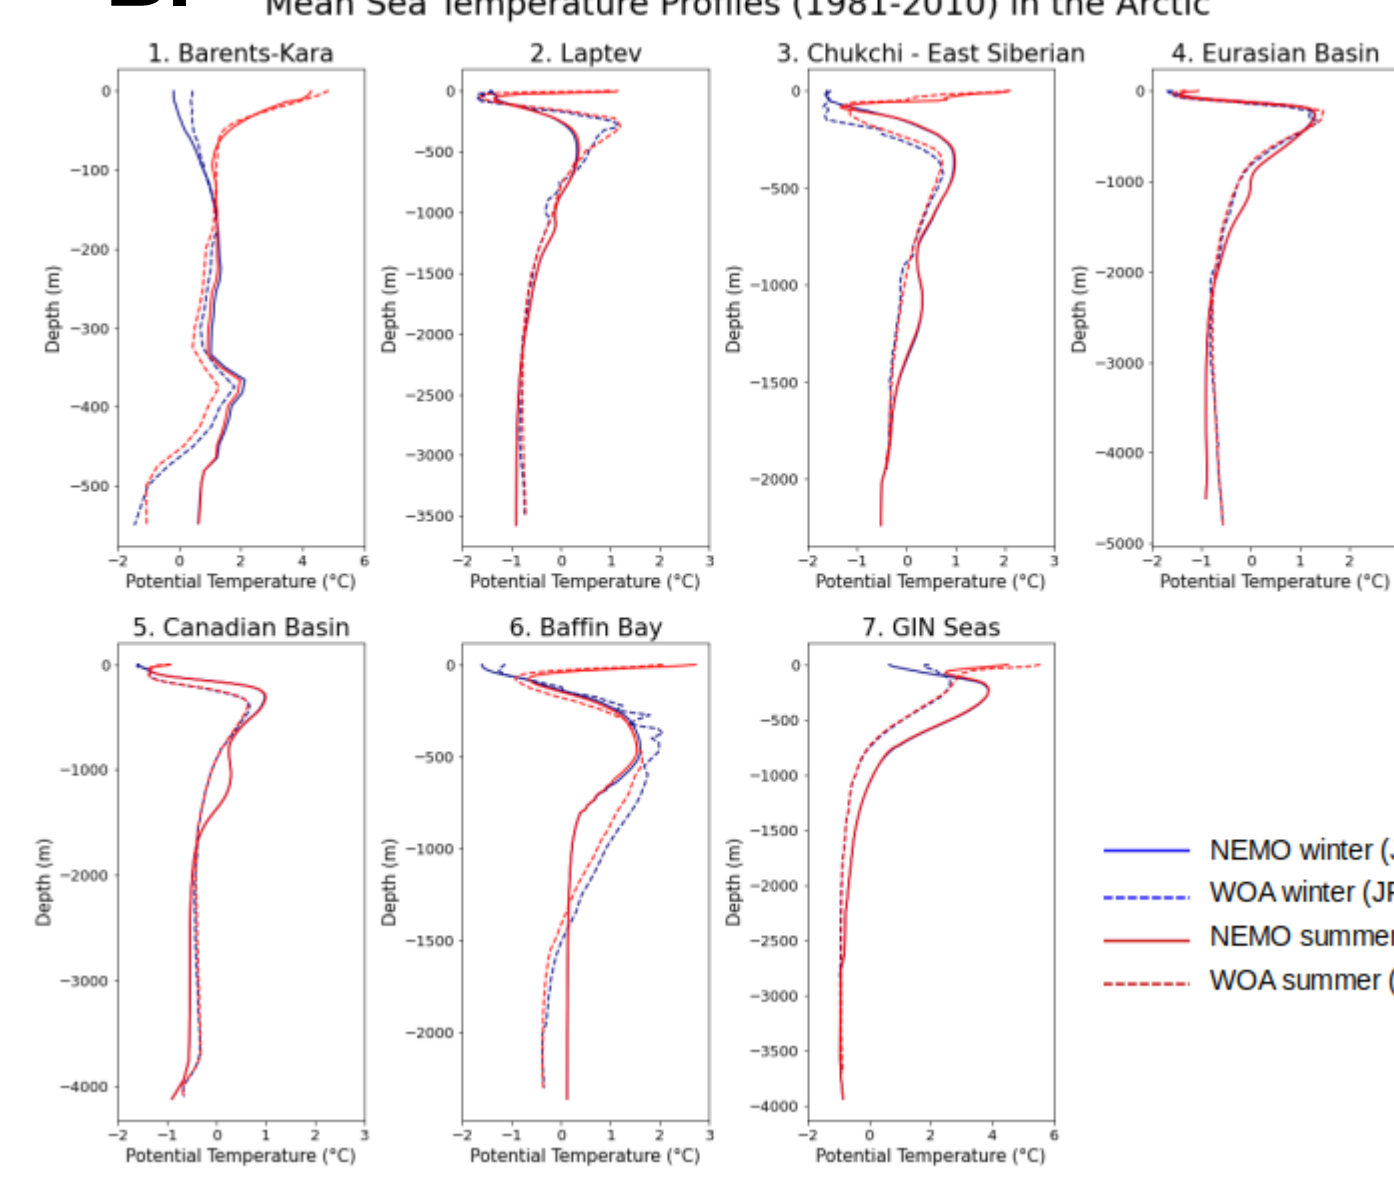 B.
Mean Sea Temperature Profiles (1981-2010) in the Arctic
1. Barents-Kara
0
−100
−200
−300
−400
−500
Depth (m)
−2 0 2 4 6
Potential Temperature (°C)
2. Laptev
0
−500
−1000
−1500
−2000
−2500
−3000
−3500
Depth (m)
−2 −1 0 1 2 3
Potential Temperature (°C)
3. Chukchi - East Siberian
0
−500
−1000
−1500
−2000
Depth (m)
−2 −1 0 1 2 3
Potential Temperature (°C)
4. Eurasian Basin
0
−1000
−2000
−3000
−4000
−5000
Depth (m)
−2 −1 0 1 2
Potential Temperature (°C)
5. Canadian Basin
0
−1000
−2000
−3000
−4000
Depth (m)
−2 −1 0 1 2 3
Potential Temperature (°C)
6. Baffin Bay
0
−500
−1000
−1500
−2000
Depth (m)
−2 −1 0 1 2 3
Potential Temperature (°C)
7. GIN Seas
0
−500
−1000
−1500
−2000
−2500
−3000
−3500
−4000
Depth (m)
−2 0 2 4 6
Potential Temperature (°C)
NEMO winter (J
WOA winter (JF
NEMO summer
WOA summer (